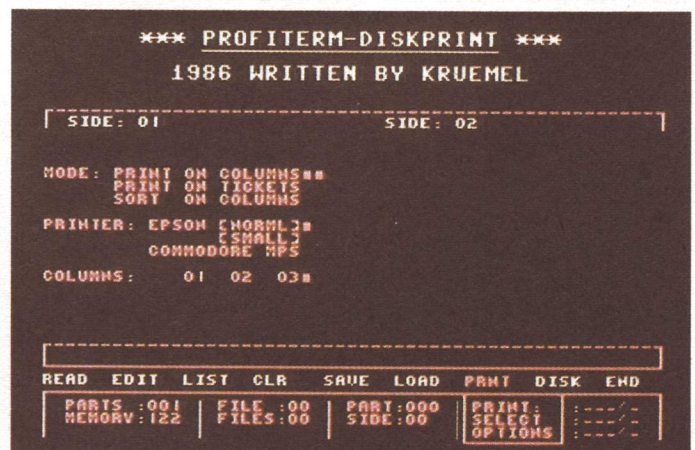 *** PROFITERM-DISKPRINT ***
1986 WRITTEN BY KRUEMEL
SIDE: 01 SIDE: 02
MODE: PRINT ON COLUMNS
PRINT ON TICKETS
SORT ON COLUMNS
PRINTER: EPSON [NORML]
[SMALL]
COMMODORE MPS
COLUMNS: 01 02 03
READ EDIT LIST CLR SAVE LOAD PRNT DISK END
PARTS :001 FILE :00 PART:000 PRINT: :---/-
MEMORY:122 FILES:00 SIDE:00 SELECT :---/-
OPTIONS :---/-